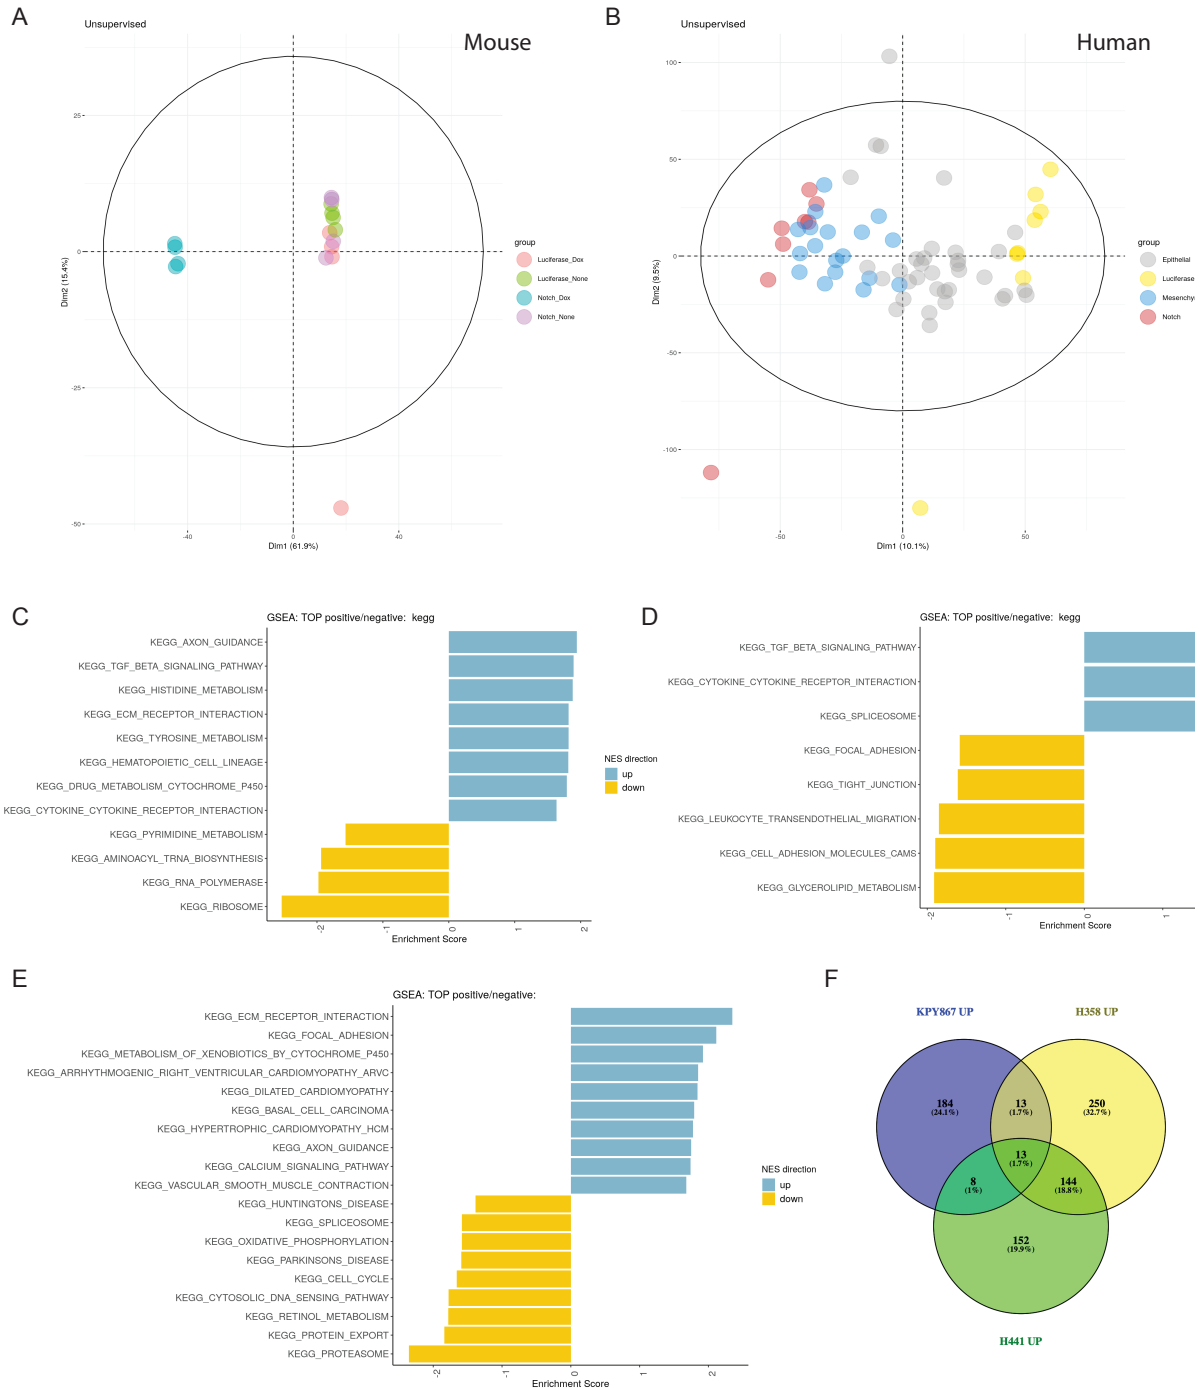 A
Unsupervised
Mouse
25
0
-25
-50
-40
0
40
Dim2 (15.4%)
Dim1 (61.9%)
group
Luciferase_Dox
Luciferase_None
Notch_Dox
Notch_None
B
Unsupervised
Human
100
50
0
-50
-100
-50
0
50
Dim2 (9.5%)
Dim1 (10.1%)
group
Epithelial
Luciferase
Mesenchy
Notch
C
GSEA: TOP positive/negative: kegg
KEGG_AXON_GUIDANCE
KEGG_TGF_BETA_SIGNALING_PATHWAY
KEGG_HISTIDINE_METABOLISM
KEGG_ECM_RECEPTOR_INTERACTION
KEGG_TYROSINE_METABOLISM
KEGG_HEMATOPOIETIC_CELL_LINEAGE
KEGG_DRUG_METABOLISM_CYTOCHROME_P450
KEGG_CYTOKINE_CYTOKINE_RECEPTOR_INTERACTION
KEGG_PYRIMIDINE_METABOLISM
KEGG_AMINOACYL_TRNA_BIOSYNTHESIS
KEGG_RNA_POLYMERASE
KEGG_RIBOSOME
-2
-1
0
1
2
Enrichment Score
NES direction
up
down
D
GSEA: TOP positive/negative: kegg
KEGG_TGF_BETA_SIGNALING_PATHWAY
KEGG_CYTOKINE_CYTOKINE_RECEPTOR_INTERACTION
KEGG_SPLICEOSOME
KEGG_FOCAL_ADHESION
KEGG_TIGHT_JUNCTION
KEGG_LEUKOCYTE_TRANSENDOTHELIAL_MIGRATION
KEGG_CELL_ADHESION_MOLECULES_CAMS
KEGG_GLYCEROLIPID_METABOLISM
-2
-1
0
1
Enrichment Score
E
GSEA: TOP positive/negative:
KEGG_ECM_RECEPTOR_INTERACTION
KEGG_FOCAL_ADHESION
KEGG_METABOLISM_OF_XENOBIOTICS_BY_CYTOCHROME_P450
KEGG_ARRHYTHMOGENIC_RIGHT_VENTRICULAR_CARDIOMYOPATHY_ARVC
KEGG_DILATED_CARDIOMYOPATHY
KEGG_BASAL_CELL_CARCINOMA
KEGG_HYPERTROPHIC_CARDIOMYOPATHY_HCM
KEGG_AXON_GUIDANCE
KEGG_CALCIUM_SIGNALING_PATHWAY
KEGG_VASCULAR_SMOOTH_MUSCLE_CONTRACTION
KEGG_HUNTINGTONS_DISEASE
KEGG_SPLICEOSOME
KEGG_OXIDATIVE_PHOSPHORYLATION
KEGG_PARKINSONS_DISEASE
KEGG_CELL_CYCLE
KEGG_CYTOSOLIC_DNA_SENSING_PATHWAY
KEGG_RETINOL_METABOLISM
KEGG_PROTEIN_EXPORT
KEGG_PROTEASOME
-2
-1
0
1
2
Enrichment Score
NES direction
up
down
F
KPY867 UP
H358 UP
184
(24.1%)
13
(1.7%)
250
(32.7%)
13
(1.7%)
8
(1%)
144
(18.8%)
152
(19.9%)
H441 UP